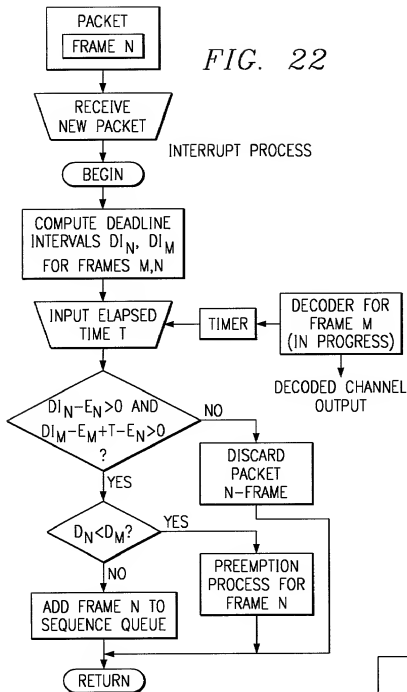 PACKET
FRAME N
FIG. 22
RECEIVE
NEW PACKET
INTERRUPT PROCESS
BEGIN
COMPUTE DEADLINE
INTERVALS DI_N, DI_M
FOR FRAMES M,N
INPUT ELAPSED
TIME T
TIMER
DECODER FOR
FRAME M
(IN PROGRESS)
DECODED CHANNEL
OUTPUT
DI_N-E_N>0 AND
DI_M-E_M+T-E_N>0
?
NO
YES
DISCARD
PACKET
N-FRAME
D_N<D_M?
YES
NO
PREEMPTION
PROCESS FOR
FRAME N
ADD FRAME N TO
SEQUENCE QUEUE
RETURN